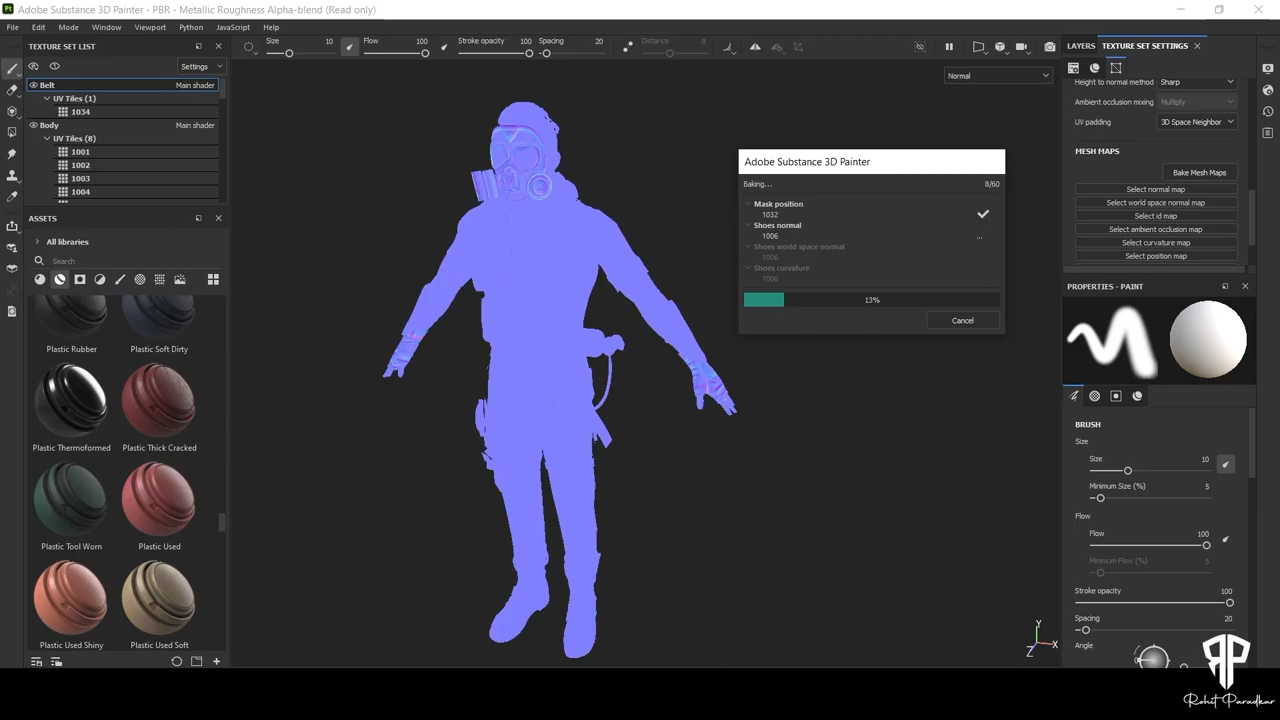 Adobe Substance 3D Painter - PBR - Metallic Roughness Alpha-blend (Read only)
File Edit Mode Window Viewport Python JavaScript Help
TEXTURE SET LIST
Size 10 Flow 100 Stroke opacity 100 Spacing 20 Distance 8
LAYERS TEXTURE SET SETTINGS
Settings
Belt Main shader
UV Tiles (1)
1034
Body Main shader
UV Tiles (8)
1001
1002
1003
1004
ASSETS
All libraries
Search
Plastic Rubber Plastic Soft Dirty
Plastic Thermoformed Plastic Thick Cracked
Plastic Tool Worn Plastic Used
Plastic Used Shiny Plastic Used Soft
Normal
Adobe Substance 3D Painter
Baking... 8/60
Mask position
1032
Shoes normal
1006 ...
Shoes world space normal
1006
Shoes curvature
1006
13%
Cancel
Y
X
Z
Height to normal method Sharp
Ambient occlusion mixing Multiply
UV padding 3D Space Neighbor
MESH MAPS
Bake Mesh Maps
Select normal map
Select world space normal map
Select id map
Select ambient occlusion map
Select curvature map
Select position map
PROPERTIES - PAINT
BRUSH
Size
Size 10
Minimum Size (%) 5
Flow
Flow 100
Minimum Flow (%) 5
Stroke opacity 100
Spacing 20
Angle
Rohit Paradkar